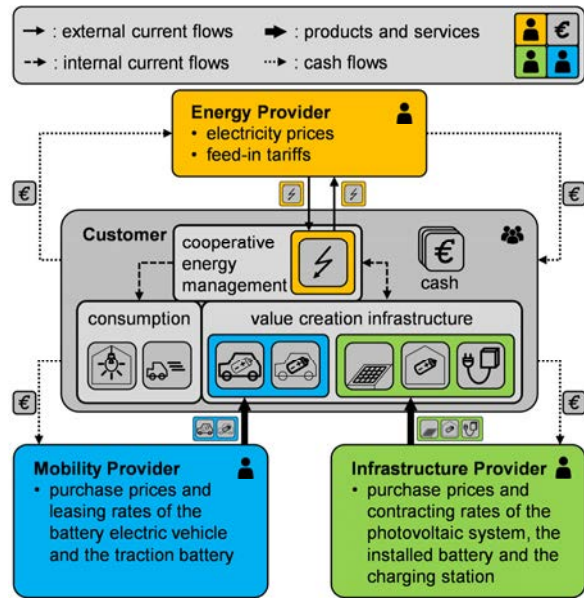 : external current flows
: products and services
: internal current flows
: cash flows
€
Energy Provider
• electricity prices
• feed-in tariffs
€
€
Customer
cooperative
energy
management
€
cash
consumption
value creation infrastructure
€
€
Mobility Provider
• purchase prices and
leasing rates of the
battery electric vehicle
and the traction battery
Infrastructure Provider
• purchase prices and
contracting rates of the
photovoltaic system, the
installed battery and the
charging station